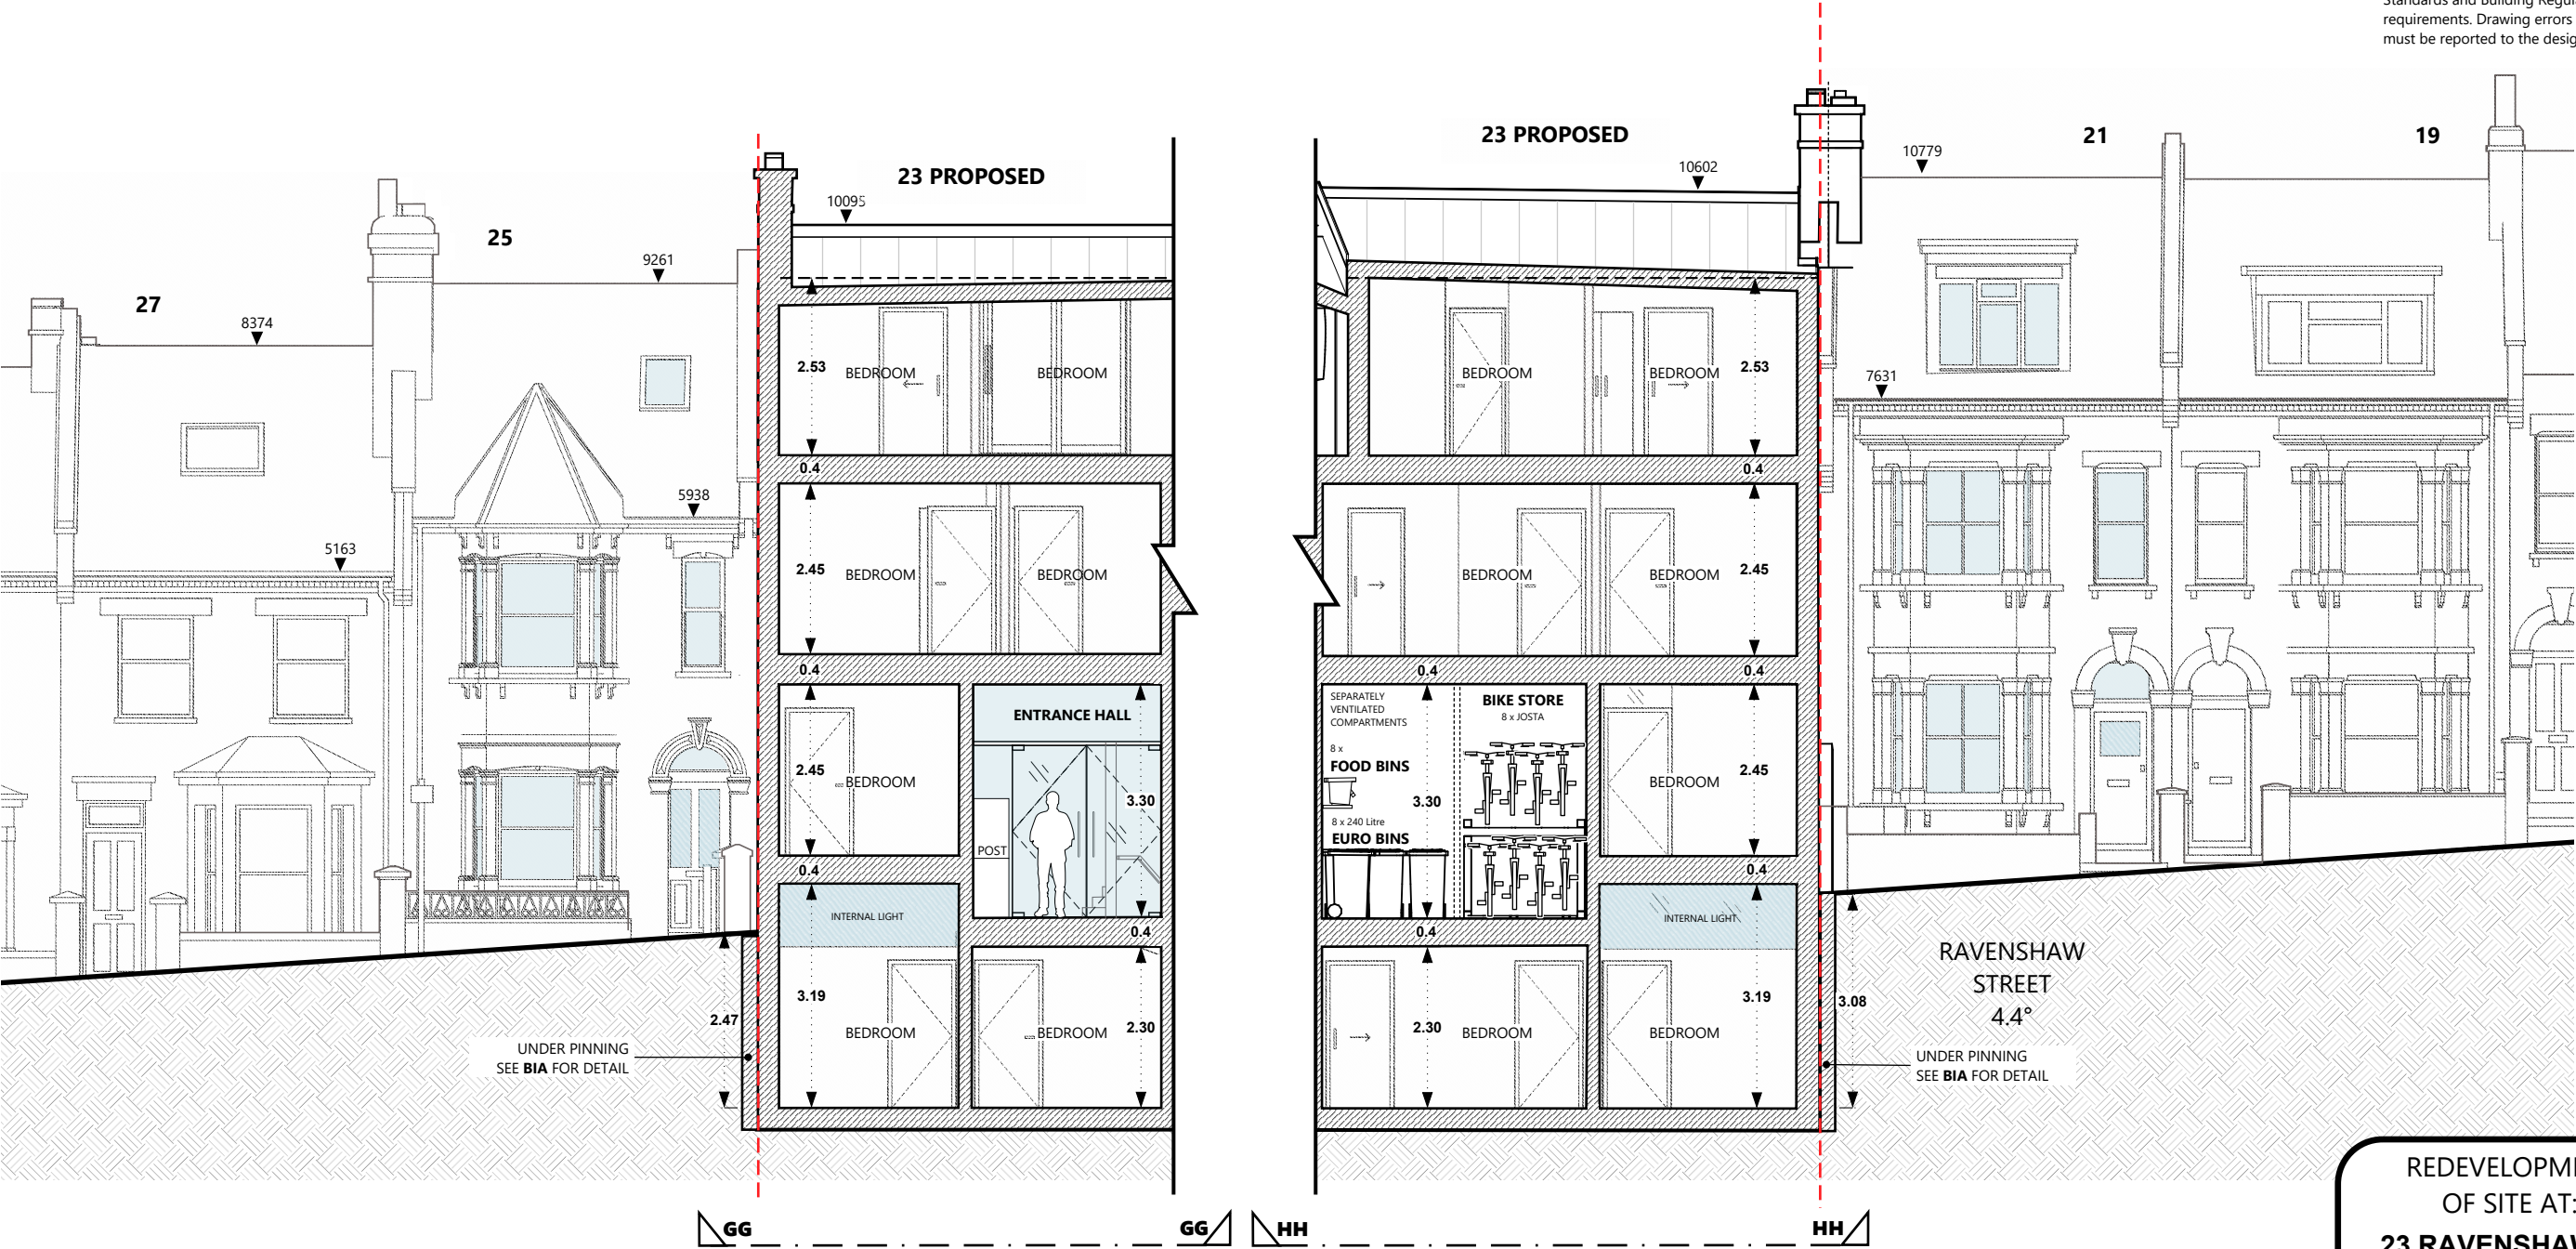 Standards and Building Regula
requirements. Drawing errors
must be reported to the desig
23 PROPOSED
23 PROPOSED
21
19
10779
10602
10095
25
9261
27
8374
7631
5938
5163
2.53
BEDROOM
BEDROOM
BEDROOM
BEDROOM
2.53
0.4
0.4
2.45
BEDROOM
BEDROOM
BEDROOM
BEDROOM
2.45
0.4
0.4
0.4
ENTRANCE HALL
SEPARATELY
VENTILATED
COMPARTMENTS
BIKE STORE
8 x JOSTA
8 x
FOOD BINS
2.45
BEDROOM
3.30
3.30
BEDROOM
2.45
8 x 240 Litre
EURO BINS
POST
0.4
0.4
INTERNAL LIGHT
INTERNAL LIGHT
0.4
0.4
RAVENSHAW
STREET
4.4°
3.19
3.19
3.08
2.47
BEDROOM
BEDROOM
2.30
2.30
BEDROOM
BEDROOM
UNDER PINNING
SEE BIA FOR DETAIL
UNDER PINNING
SEE BIA FOR DETAIL
REDEVELOPME
OF SITE AT:
23 RAVENSHAW
GG
GG
HH
HH